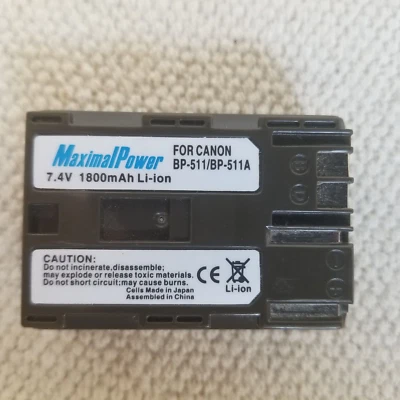 MaximalPower
FOR CANON
BP-511/BP-511A
7.4V 1800mAh Li-ion
CAUTION:
Do not incinerate, disassemble;
may explode or release toxic materials.
Do not short circuit; may cause burns.
Cells Made in Japan
Assembled in China
CE
Li-ion